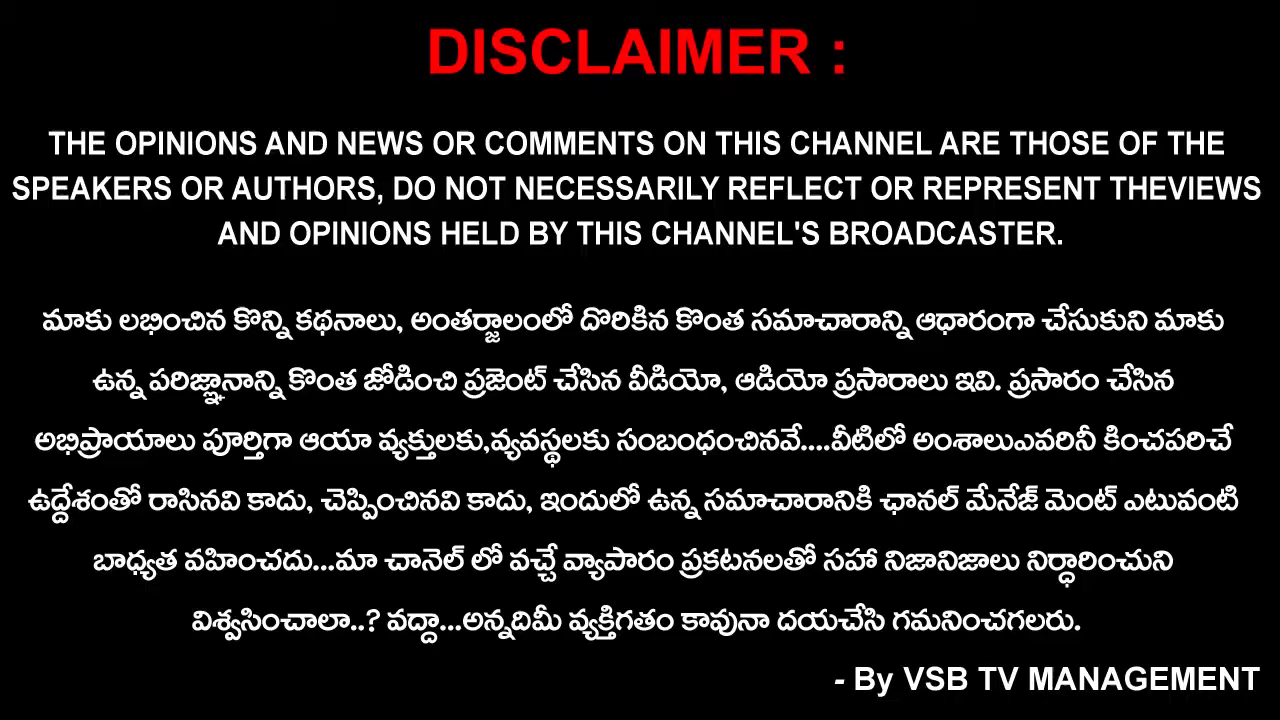 DISCLAIMER :
THE OPINIONS AND NEWS OR COMMENTS ON THIS CHANNEL ARE THOSE OF THE
SPEAKERS OR AUTHORS, DO NOT NECESSARILY REFLECT OR REPRESENT THEVIEWS
AND OPINIONS HELD BY THIS CHANNEL'S BROADCASTER.
మాకు లభించిన కొన్ని కథనాలు, అంతర్జాలంలో దొరికిన కొంత సమాచారాన్ని ఆధారంగా చేసుకుని మాకు
ఉన్న పరిజ్ఞానాన్ని కొంత జోడించి ప్రజెంట్ చేసిన వీడియో, ఆడియో ప్రసారాలు ఇవి. ప్రసారం చేసిన
అభిప్రాయాలు పూర్తిగా ఆయా వ్యక్తులకు,వ్యవస్థలకు సంబంధించినవే....వీటిలో అంశాలుఎవరినీ కించపరిచే
ఉద్దేశంతో రాసినవి కాదు, చెప్పించినవి కాదు, ఇందులో ఉన్న సమాచారానికి ఛానల్ మేనేజ్ మెంట్ ఎటువంటి
బాధ్యత వహించదు...మా చానెల్ లో వచ్చే వ్యాపారం ప్రకటనలతో సహా నిజానిజాలు నిర్ధారించుని
విశ్వసించాలా..? వద్దా...అన్నదిమీ వ్యక్తిగతం కావునా దయచేసి గమనించగలరు.
- By VSB TV MANAGEMENT